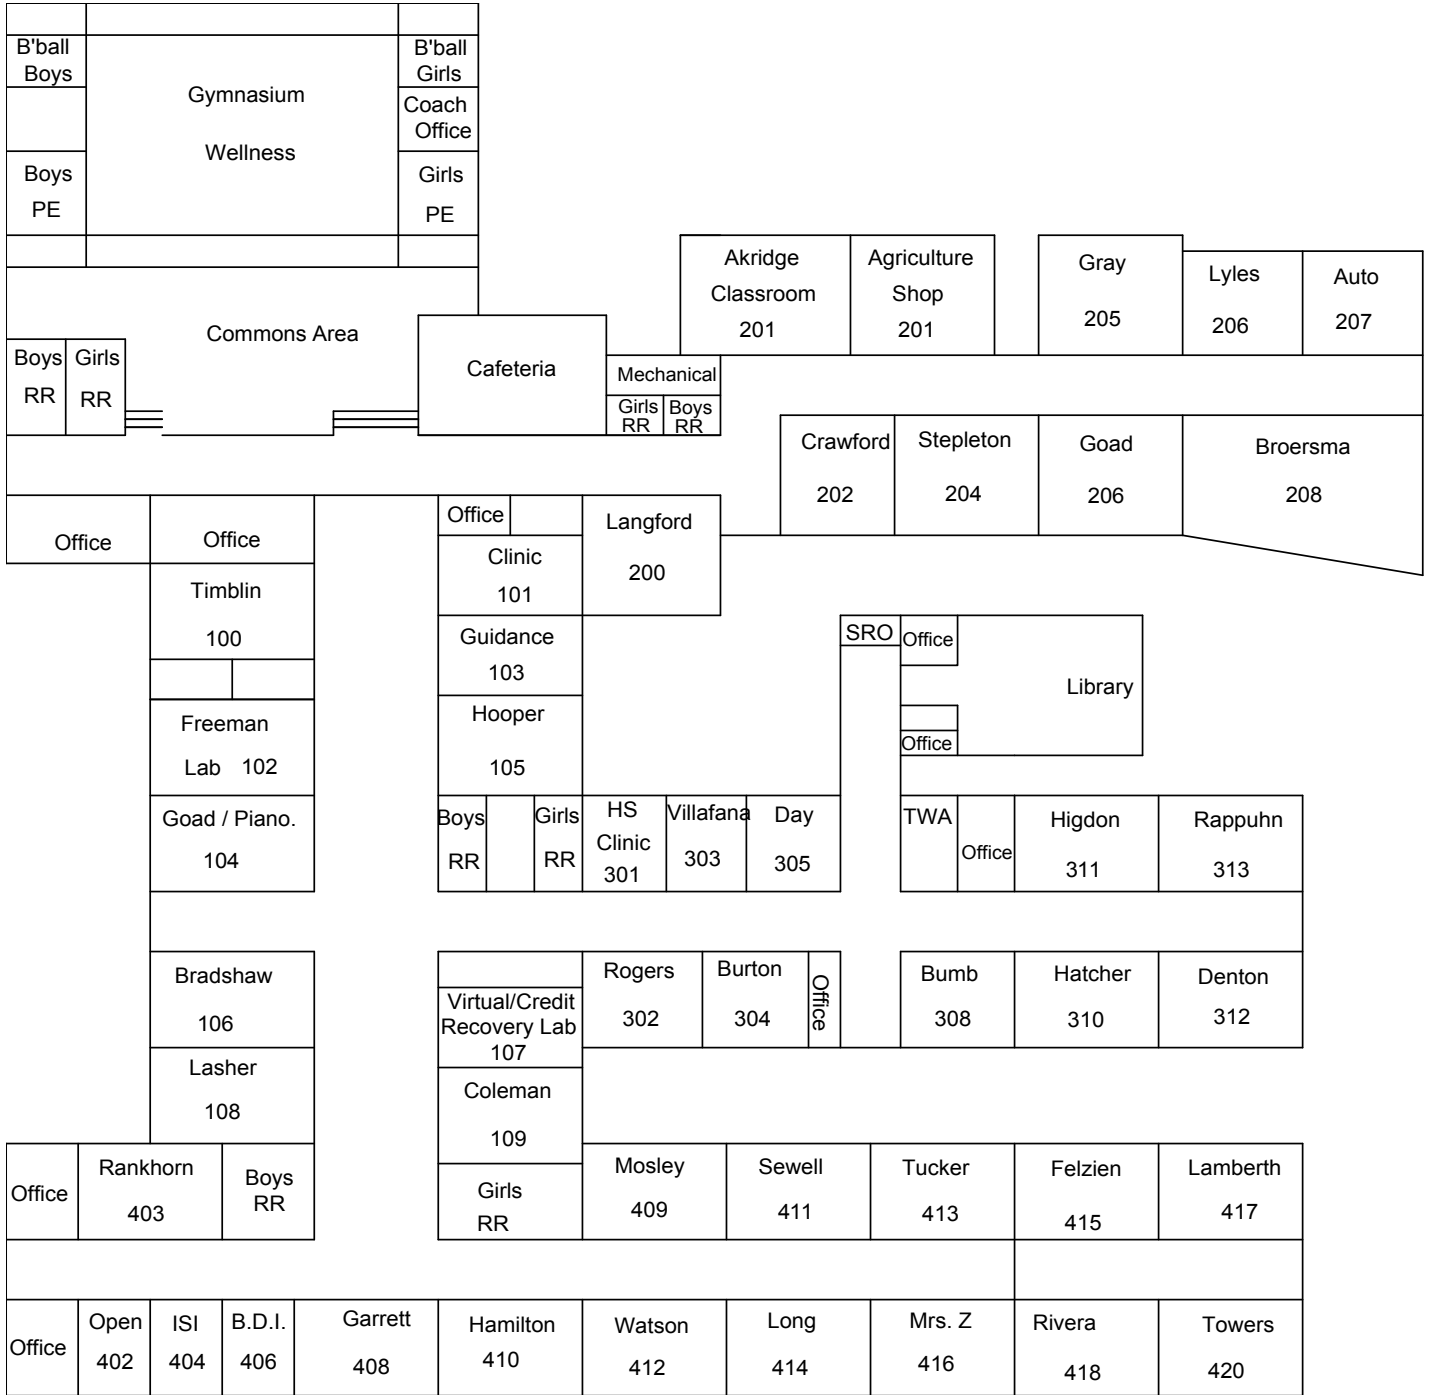 B'ball
Boys
Gymnasium
Wellness
B'ball
Girls
Coach
Office
Boys
PE
Girls
PE
Commons Area
Boys
RR
Girls
RR
Cafeteria
Mechanical
Girls
RR
Boys
RR
Akridge
Classroom
201
Agriculture
Shop
201
Gray
205
Lyles
206
Auto
207
Crawford
202
Stepleton
204
Goad
206
Broersma
208
Office
Office
Office
Langford
200
Clinic
101
Timblin
100
Guidance
103
SRO
Office
Library
Office
Freeman
Lab 102
Hooper
105
Goad / Piano.
104
Boys
RR
Girls
RR
HS
Clinic
301
Villafana
303
Day
305
TWA
Office
Higdon
311
Rappuhn
313
Bradshaw
106
Virtual/Credit
Recovery Lab
107
Rogers
302
Burton
304
Office
Bumb
308
Hatcher
310
Denton
312
Lasher
108
Coleman
109
Office
Rankhorn
403
Boys
RR
Girls
RR
Mosley
409
Sewell
411
Tucker
413
Felzien
415
Lamberth
417
Office
Open
402
ISI
404
B.D.I.
406
Garrett
408
Hamilton
410
Watson
412
Long
414
Mrs. Z
416
Rivera
418
Towers
420